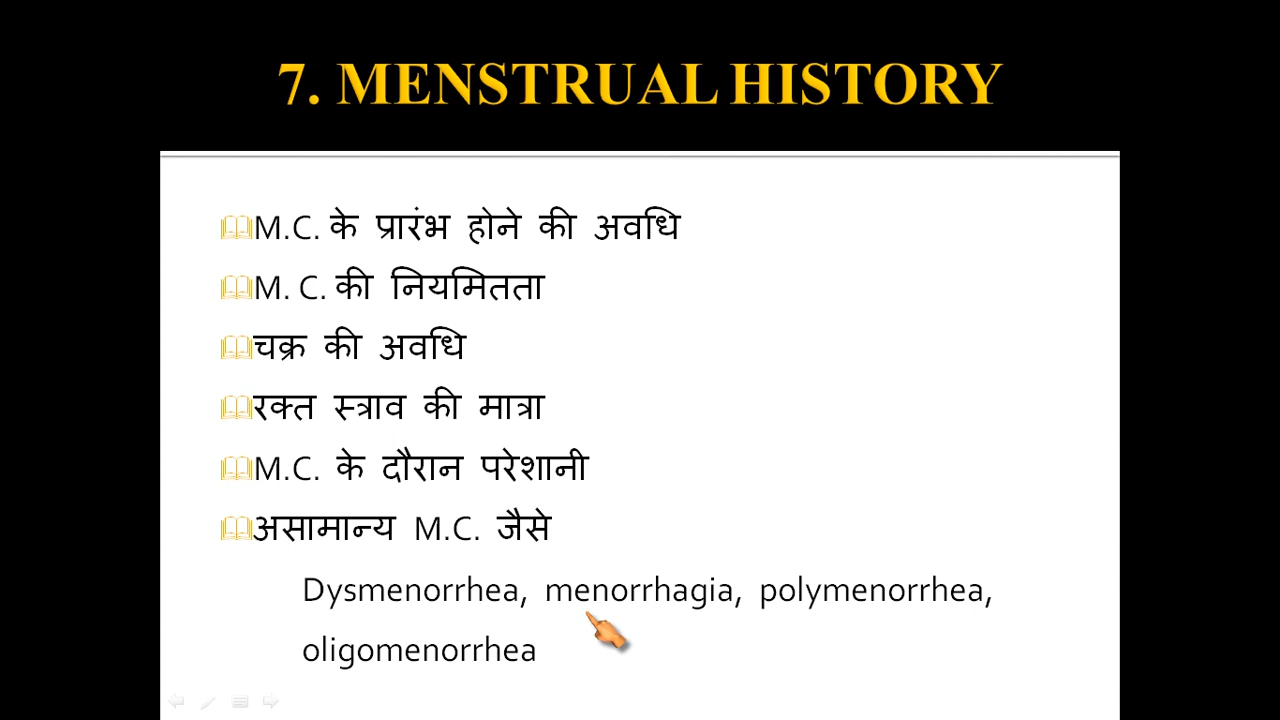 7. MENSTRUAL HISTORY
M.C. के प्रारंभ होने की अवधि
M. C. की नियमितता
चक्र की अवधि
रक्त स्त्राव की मात्रा
M.C. के दौरान परेशानी
असामान्य M.C. जैसे
Dysmenorrhea, menorrhagia, polymenorrhea,
oligomenorrhea